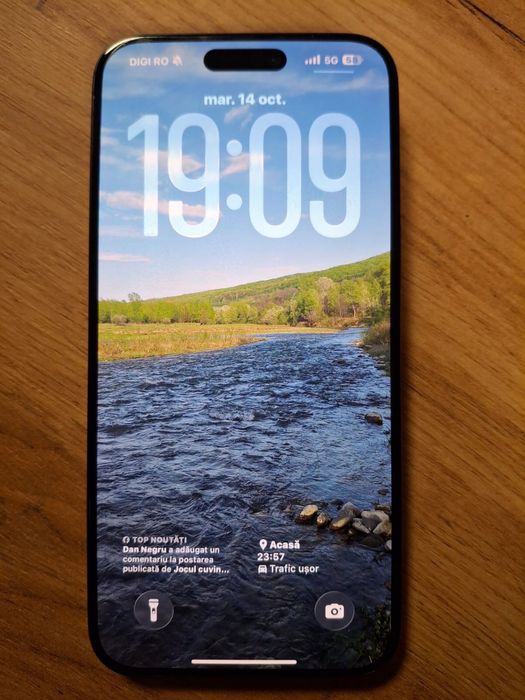 DIGI RO
5G 58
mar. 14 oct.
19:09
TOP NOUTĂȚI
Dan Negru a adăugat un
comentariu la postarea
publicată de Jocul cuvin...
Acasă
23:57
Trafic ușor